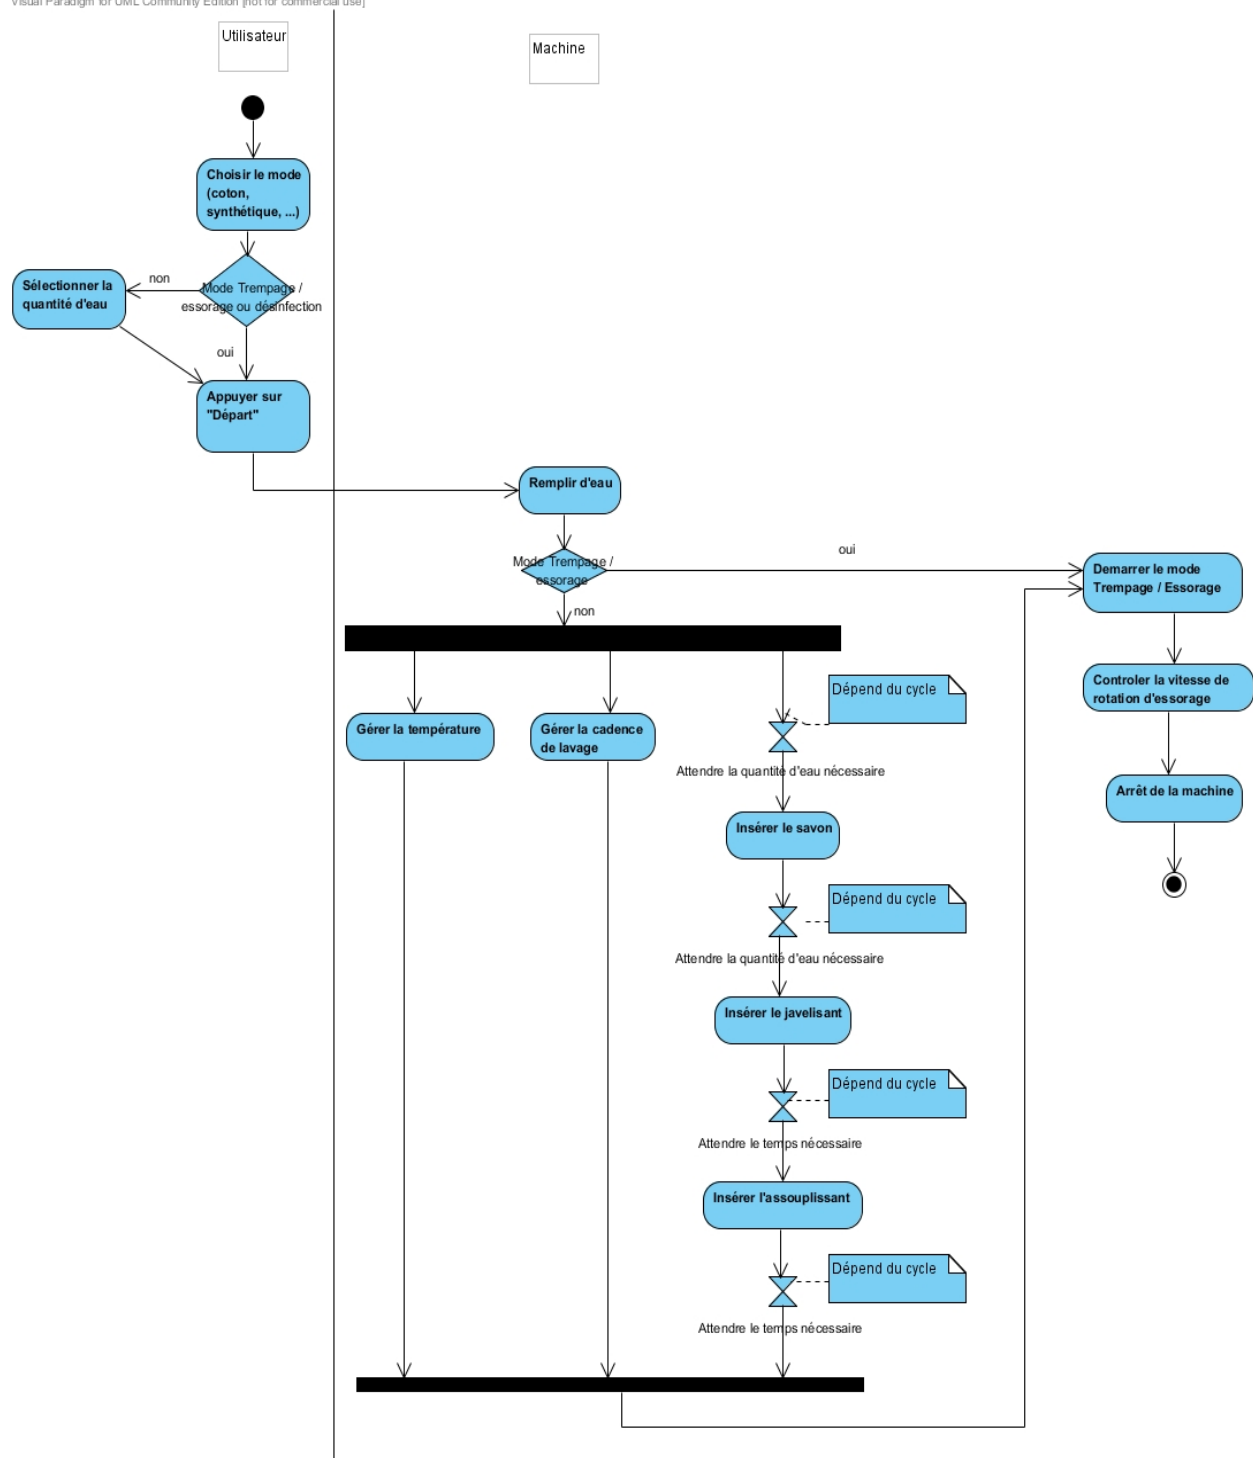 Visual Paradigm for UML Community Edition [not for commercial use]
Utilisateur
Machine
Choisir le mode
(coton,
synthétique, ...)
non
Sélectionner la
quantité d'eau
Mode Trempage /
essorage ou désinfection
oui
Appuyer sur
"Départ"
Remplir d'eau
Mode Trempage /
essorage
oui
non
Demarrer le mode
Trempage / Essorage
Controler la vitesse de
rotation d'essorage
Arrêt de la machine
Gérer la température
Gérer la cadence
de lavage
Dépend du cycle
Attendre la quantité d'eau nécessaire
Insérer le savon
Dépend du cycle
Attendre la quantité d'eau nécessaire
Insérer le javelisant
Dépend du cycle
Attendre le temps nécessaire
Insérer l'assouplissant
Dépend du cycle
Attendre le temps nécessaire